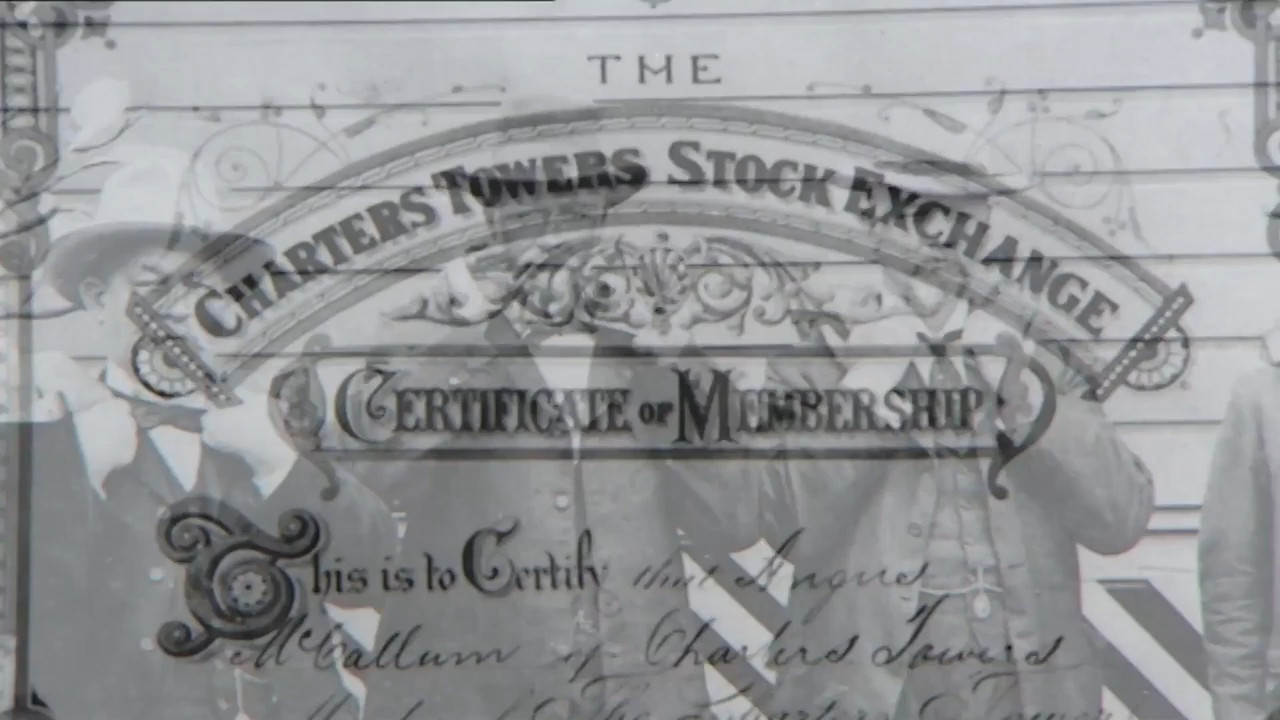 THE
CHARTERS TOWERS STOCK EXCHANGE
CERTIFICATE OF MEMBERSHIP
This is to Certify that Angus
McCallum of Charters Towers